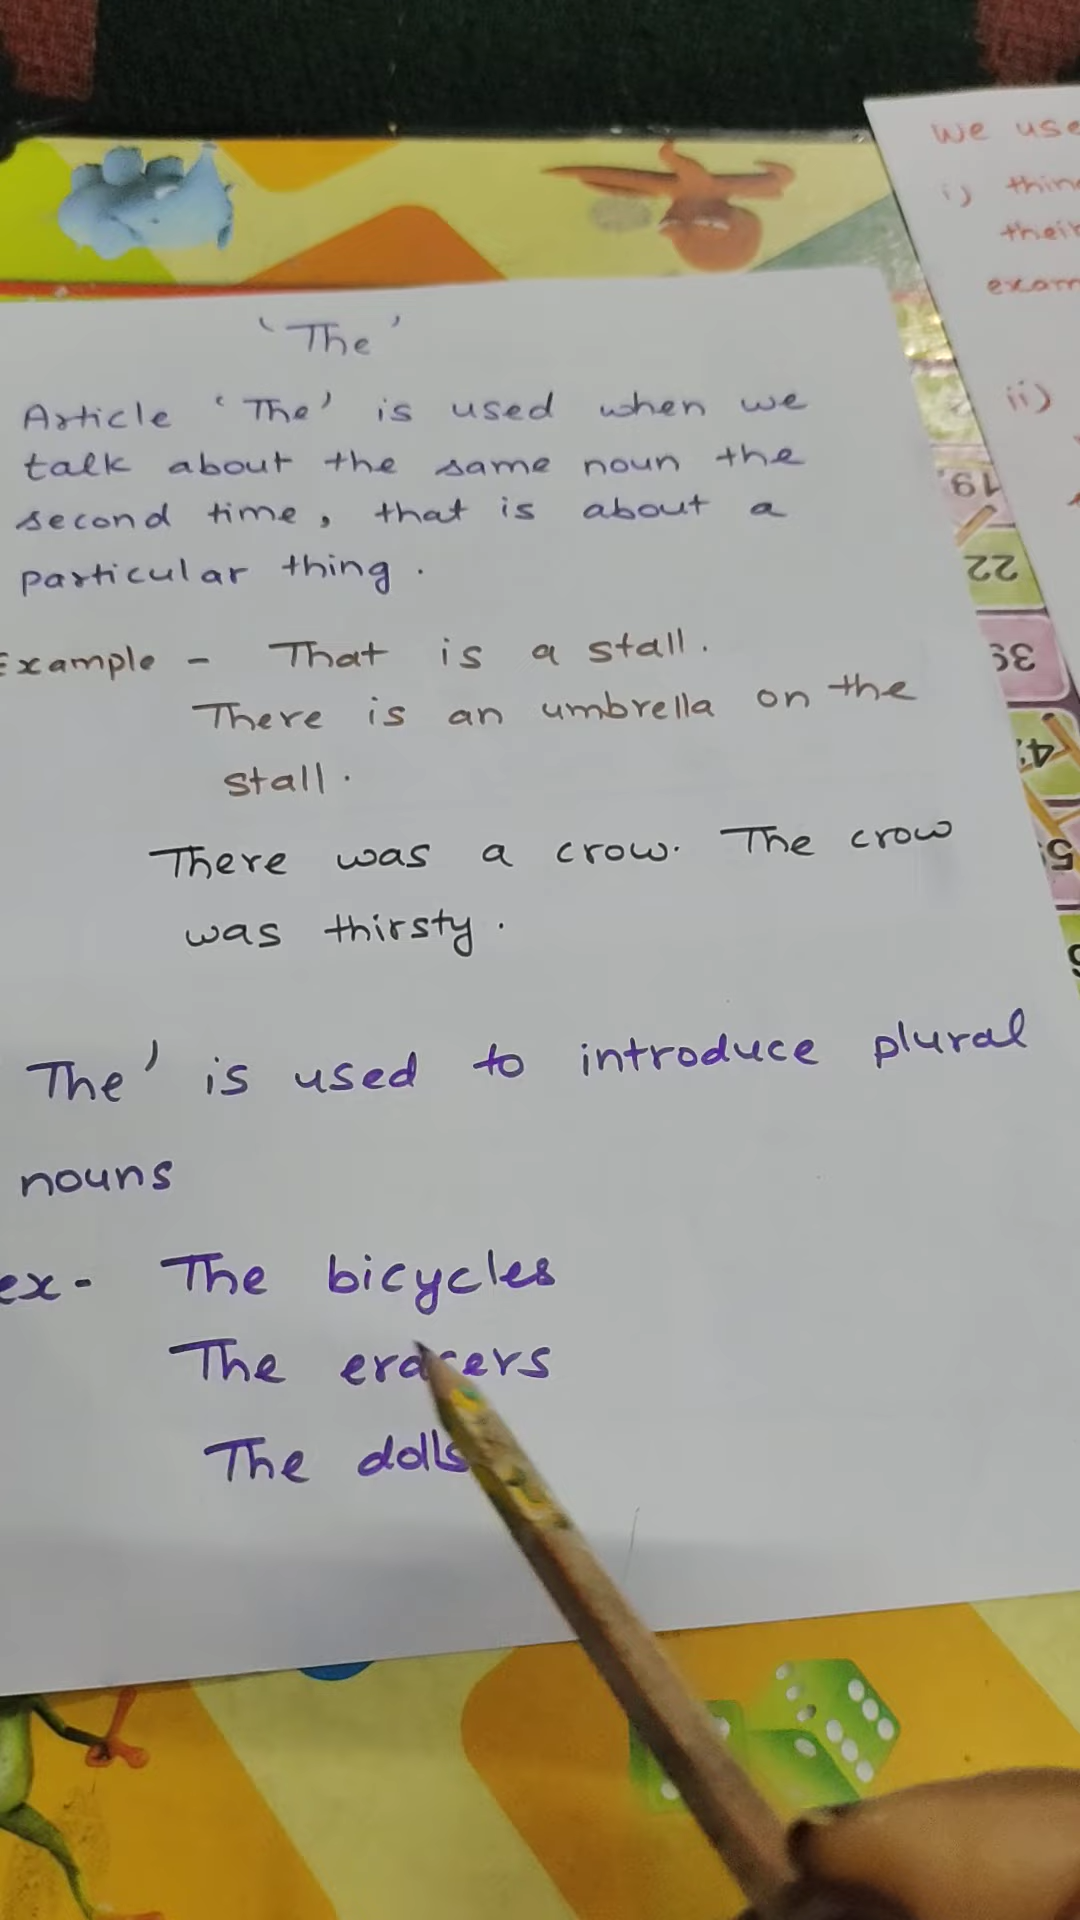 'The'
Article 'The' is used when we
talk about the same noun the
second time, that is about a
particular thing.
Example - That is a stall.
There is an umbrella on the
stall.
There was a crow. The crow
was thirsty.
The' is used to introduce plural
nouns
ex- The bicycles
The erasers
The dolls
we use
i) thin
their
exam
ii)
19
22
39